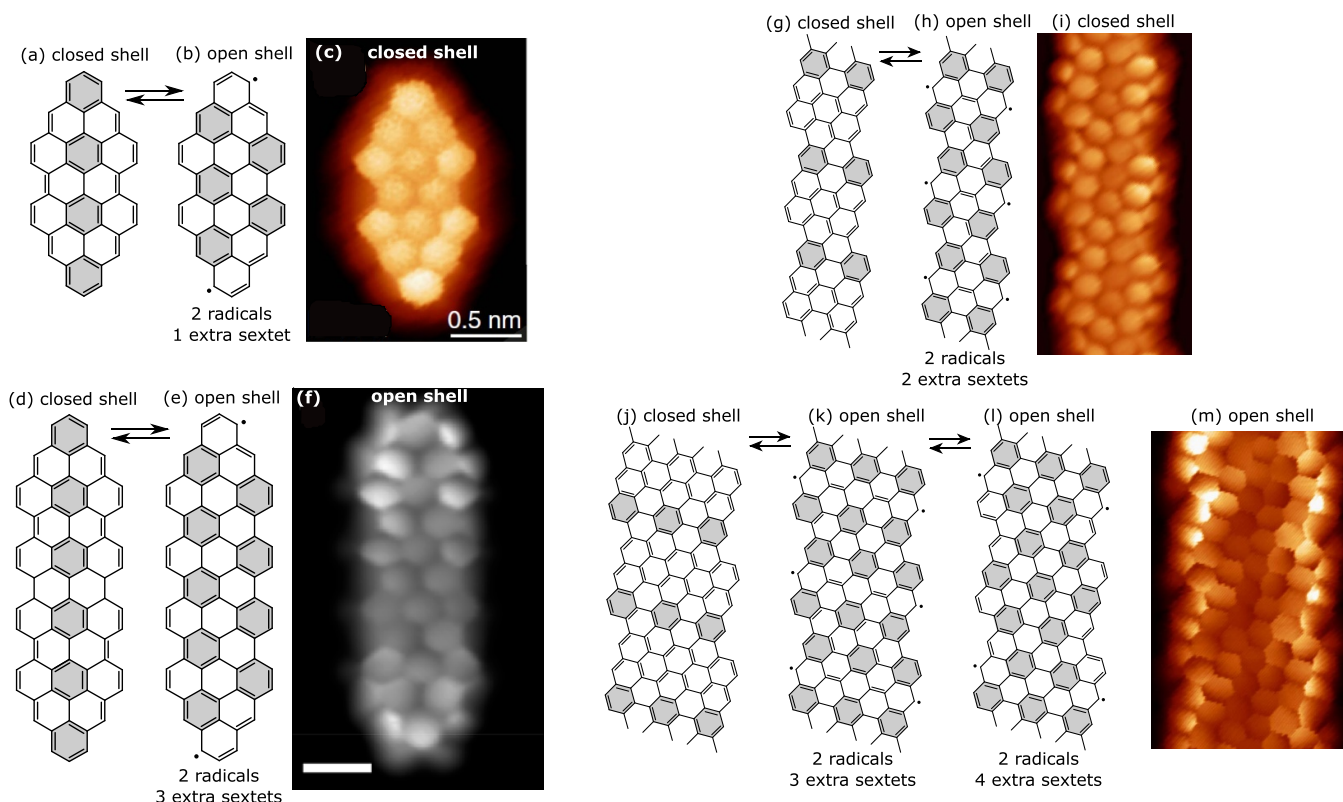 (a) closed shell
(b) open shell
(c) closed shell
2 radicals
1 extra sextet
0.5 nm
(d) closed shell
(e) open shell
(f) open shell
2 radicals
3 extra sextets
(g) closed shell
(h) open shell
(i) closed shell
2 radicals
2 extra sextets
(j) closed shell
(k) open shell
(l) open shell
(m) open shell
2 radicals
3 extra sextets
2 radicals
4 extra sextets